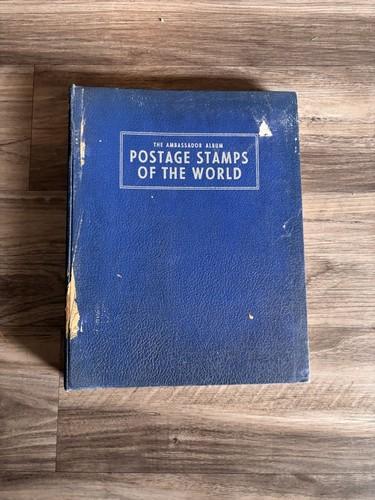 THE AMBASSADOR ALBUM
POSTAGE STAMPS
OF THE WORLD